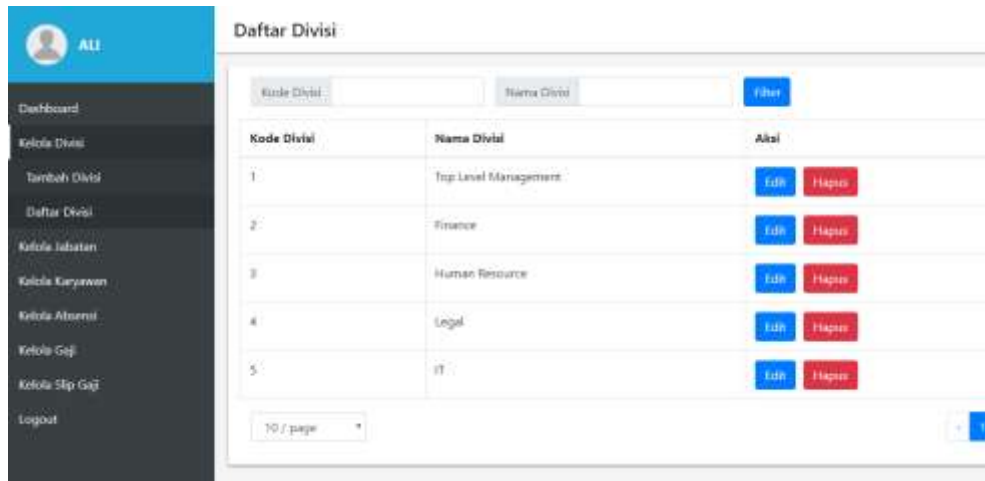 ALI
Dashboard
Kelola Divisi
Tambah Divisi
Daftar Divisi
Kelola Jabatan
Kelola Karyawan
Kelola Absensi
Kelola Gaji
Kelola Slip Gaji
Logout
Daftar Divisi
Kode Divisi Nama Divisi Filter
Kode Divisi Nama Divisi Aksi
1 Top Level Management Edit Hapus
2 Finance Edit Hapus
3 Human Resource Edit Hapus
4 Legal Edit Hapus
5 IT Edit Hapus
10 / page